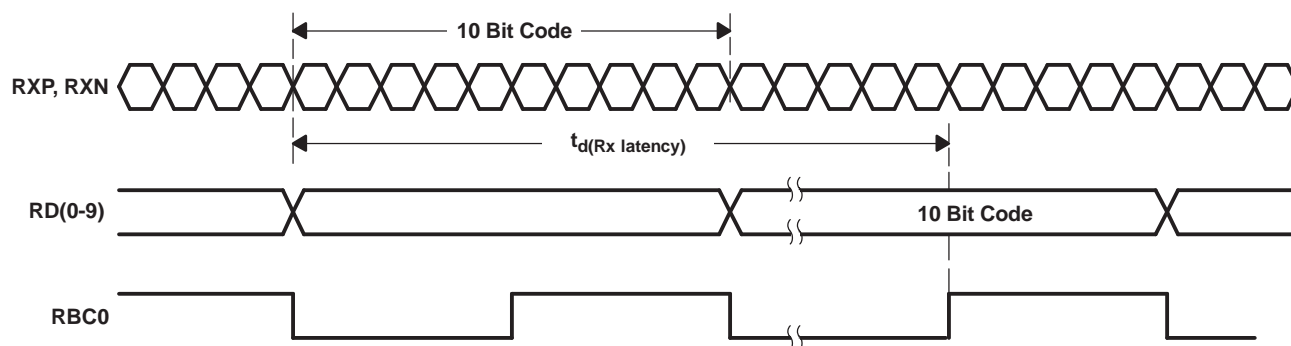 10 Bit Code
RXP, RXN
td(Rx latency)
RD(0-9)
10 Bit Code
RBC0